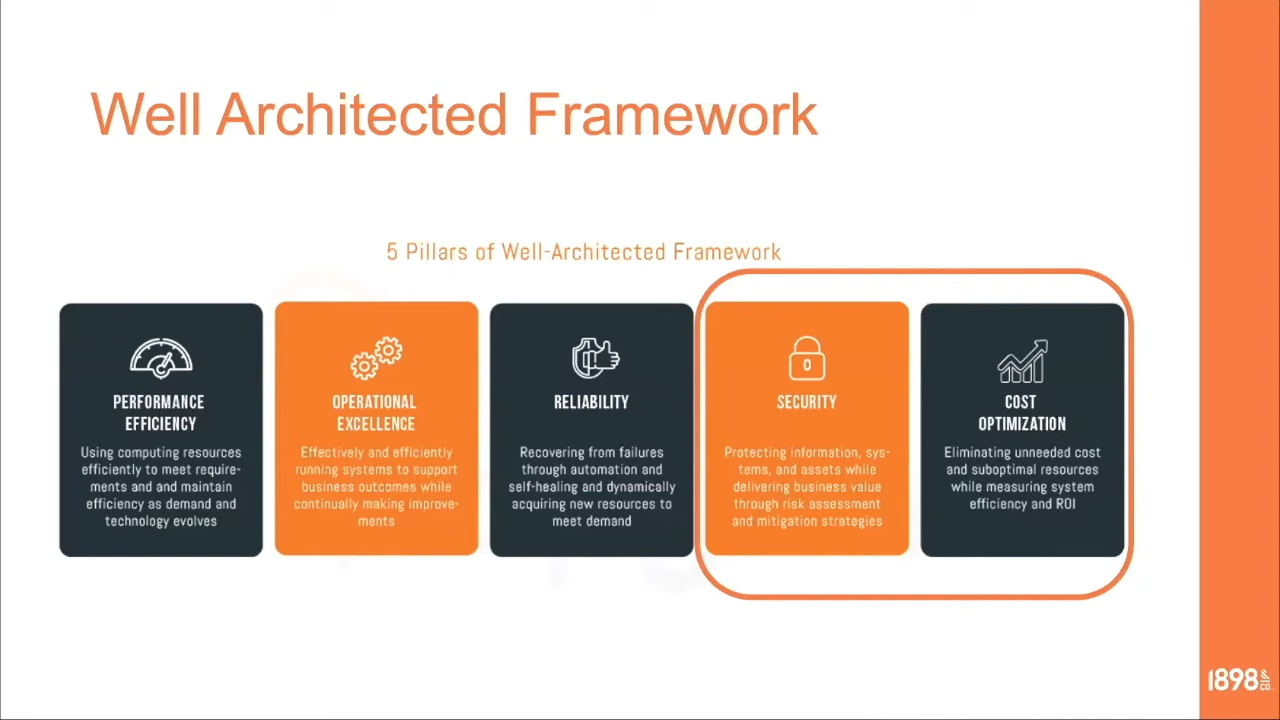 Well Architected Framework
5 Pillars of Well-Architected Framework
PERFORMANCE
EFFICIENCY
Using computing resources
efficiently to meet require-
ments and and maintain
efficiency as demand and
technology evolves
OPERATIONAL
EXCELLENCE
Effectively and efficiently
running systems to support
business outcomes while
continually making improve-
ments
RELIABILITY
Recovering from failures
through automation and
self-healing and dynamically
acquiring new resources to
meet demand
SECURITY
Protecting information, sys-
tems, and assets while
delivering business value
through risk assessment
and mitigation strategies
COST
OPTIMIZATION
Eliminating unneeded cost
and suboptimal resources
while measuring system
efficiency and ROI
1898 & CO